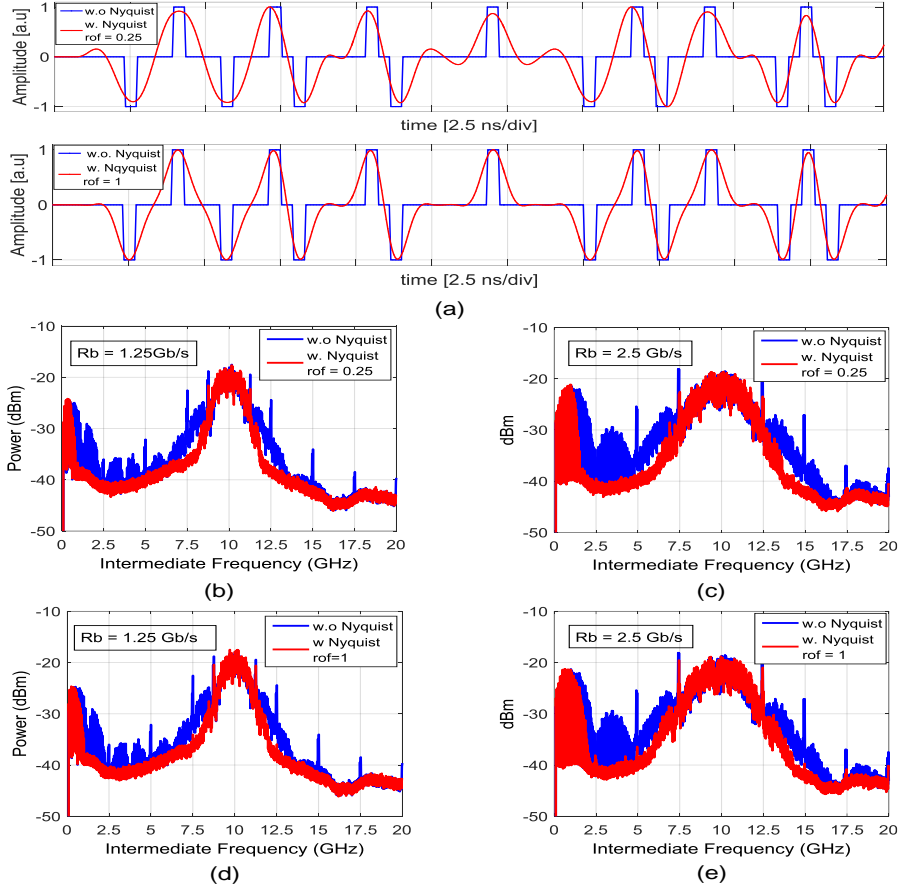 1
0
-1
Amplitude [a.u]
w.o Nyquist
w. Nyquist
rof = 0.25
time [2.5 ns/div]
1
0
-1
Amplitude [a.u]
w.o. Nyquist
w. Nqyquist
rof = 1
time [2.5 ns/div]
(a)
-10
-20
-30
-40
-50
Power (dBm)
Rb = 1.25Gb/s
w.o Nyquist
w. Nyquist
rof = 0.25
0 2.5 5 7.5 10 12.5 15 17.5 20
Intermediate Frequency (GHz)
(b)
-10
-20
-30
-40
-50
dBm
Rb = 2.5 Gb/s
w.o Nyquist
w. Nyquist
rof = 0.25
0 2.5 5 7.5 10 12.5 15 17.5 20
Intermediate Frequency (GHz)
(c)
-10
-20
-30
-40
-50
Power (dBm)
Rb = 1.25 Gb/s
w.o Nyquist
w Nyquist
rof=1
0 2.5 5 7.5 10 12.5 15 17.5 20
Intermediate Frequency (GHz)
(d)
-10
-20
-30
-40
-50
dBm
Rb = 2.5 Gb/s
w.o Nyquist
w. Nyquist
rof = 1
0 2.5 5 7.5 10 12.5 15 17.5 20
Intermediate Frequency (GHz)
(e)